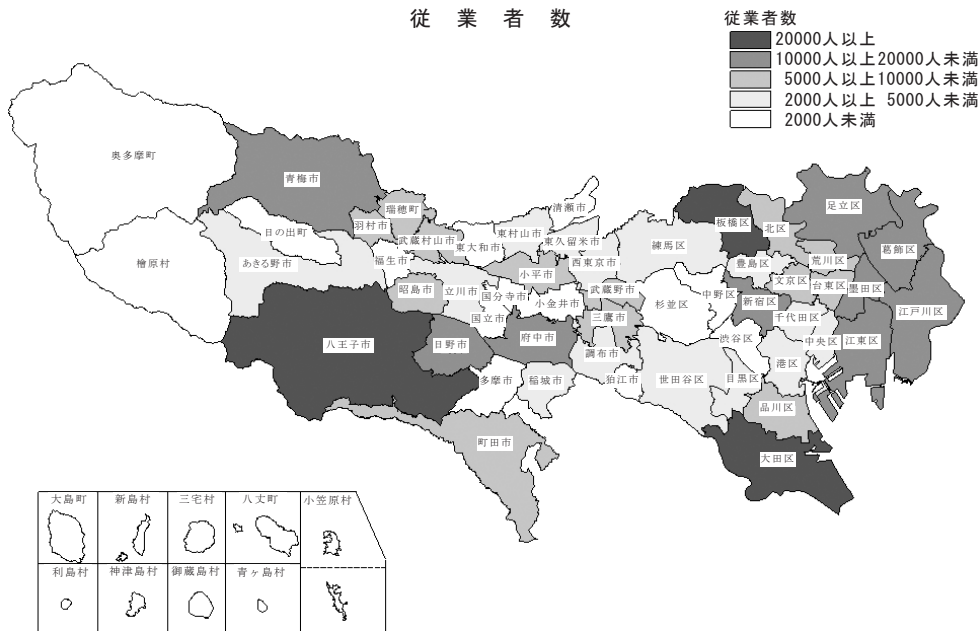 従業者数
従業者数
20000人以上
10000人以上20000人未満
5000人以上10000人未満
2000人以上 5000人未満
2000人未満
奥多摩町
青梅市
瑞穂町
清瀬市
板橋区
北区
足立区
羽村市
武蔵村山市
東大和市
東村山市
東久留米市
練馬区
葛飾区
日の出町
檜原村
あきる野市
福生市
小平市
西東京市
豊島区
荒川区
文京区
台東区
墨田区
昭島市
立川市
国分寺市
小金井市
武蔵野市
杉並区
中野区
新宿区
江戸川区
国立市
三鷹市
千代田区
八王子市
日野市
府中市
調布市
渋谷区
中央区
江東区
多摩市
稲城市
狛江市
世田谷区
目黒区
港区
町田市
品川区
大田区
大島町
新島村
三宅村
八丈町
小笠原村
利島村
神津島村
御蔵島村
青ヶ島村